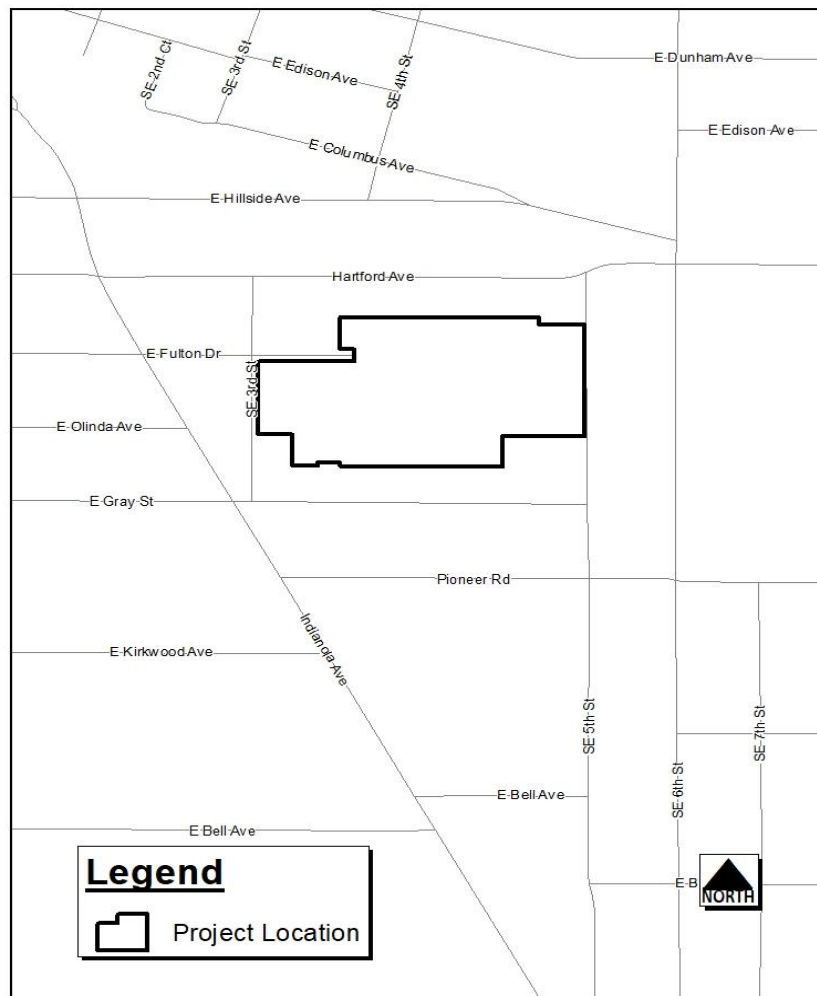 SE 2nd Ct
SE 3rd St
E Edison Ave
SE 4th St
E Dunham Ave
E Edison Ave
E Columbus Ave
E Hillside Ave
Hartford Ave
E Fulton Dr
SE 3rd St
E Olinda Ave
E Gray St
Pioneer Rd
Indianola Ave
E Kirkwood Ave
SE 5th St
SE 6th St
SE 7th St
E Bell Ave
E Bell Ave
E B
NORTH
Legend
Project Location